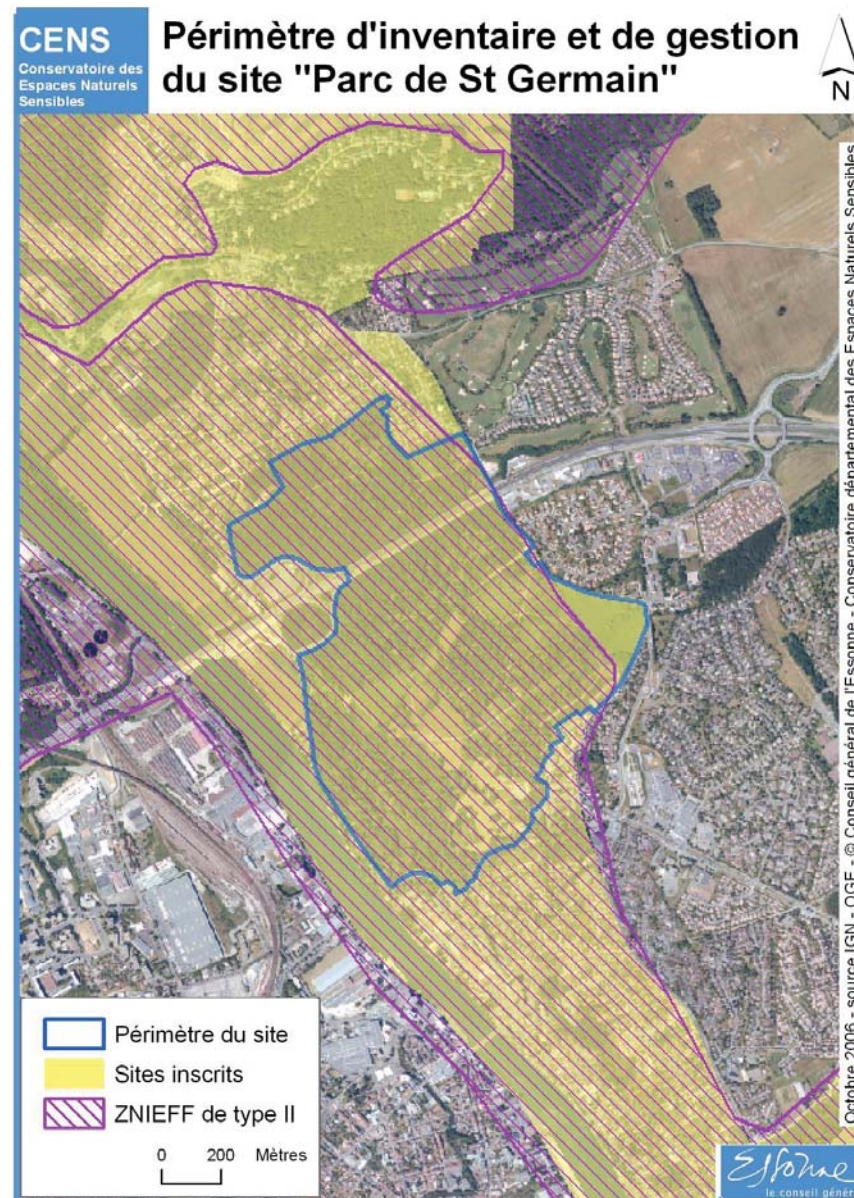 CENS
Conservatoire des
Espaces Naturels
Sensibles
Périmètre d'inventaire et de gestion
du site "Parc de St Germain"
N
Octobre 2006 - source IGN - OGE - © Conseil général de l'Essonne - Conservatoire départemental des Espaces Naturels Sensibles
Périmètre du site
Sites inscrits
ZNIEFF de type II
0 200 Mètres
Essonne
le conseil génér